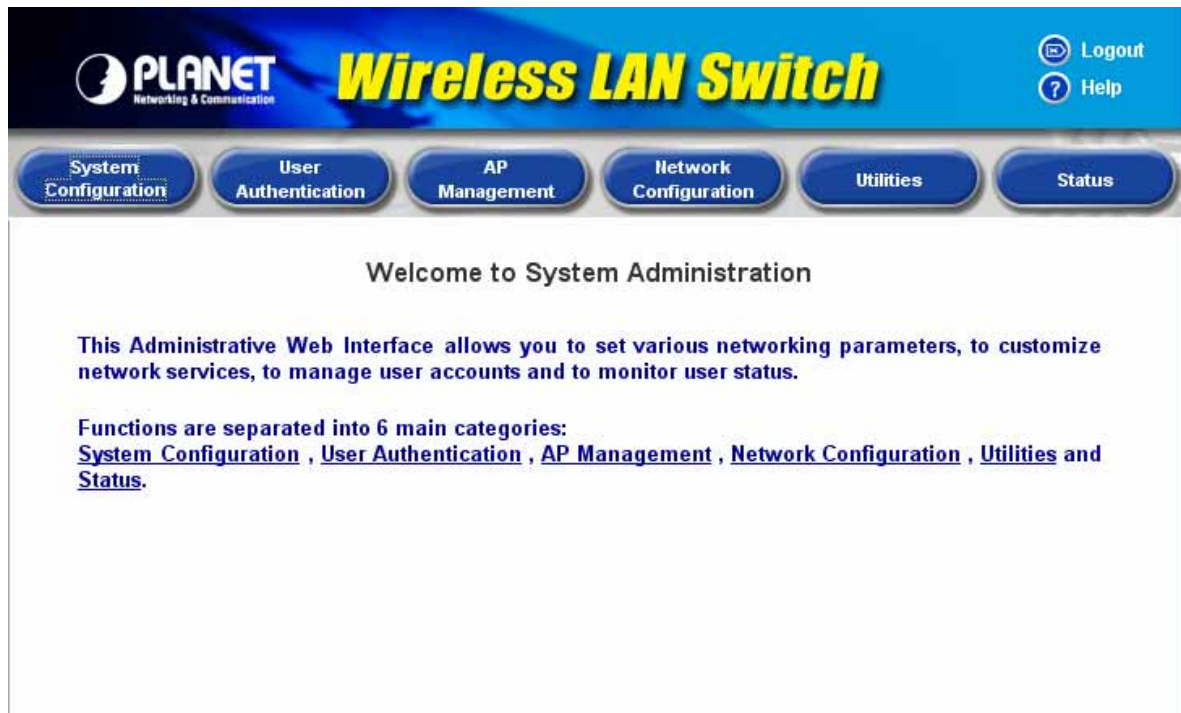 PLANET
Networking & Communication
Wireless LAN Switch
Logout
Help
System
Configuration
User
Authentication
AP
Management
Network
Configuration
Utilities
Status
Welcome to System Administration
This Administrative Web Interface allows you to set various networking parameters, to customize
network services, to manage user accounts and to monitor user status.
Functions are separated into 6 main categories:
System Configuration , User Authentication , AP Management , Network Configuration , Utilities and
Status.